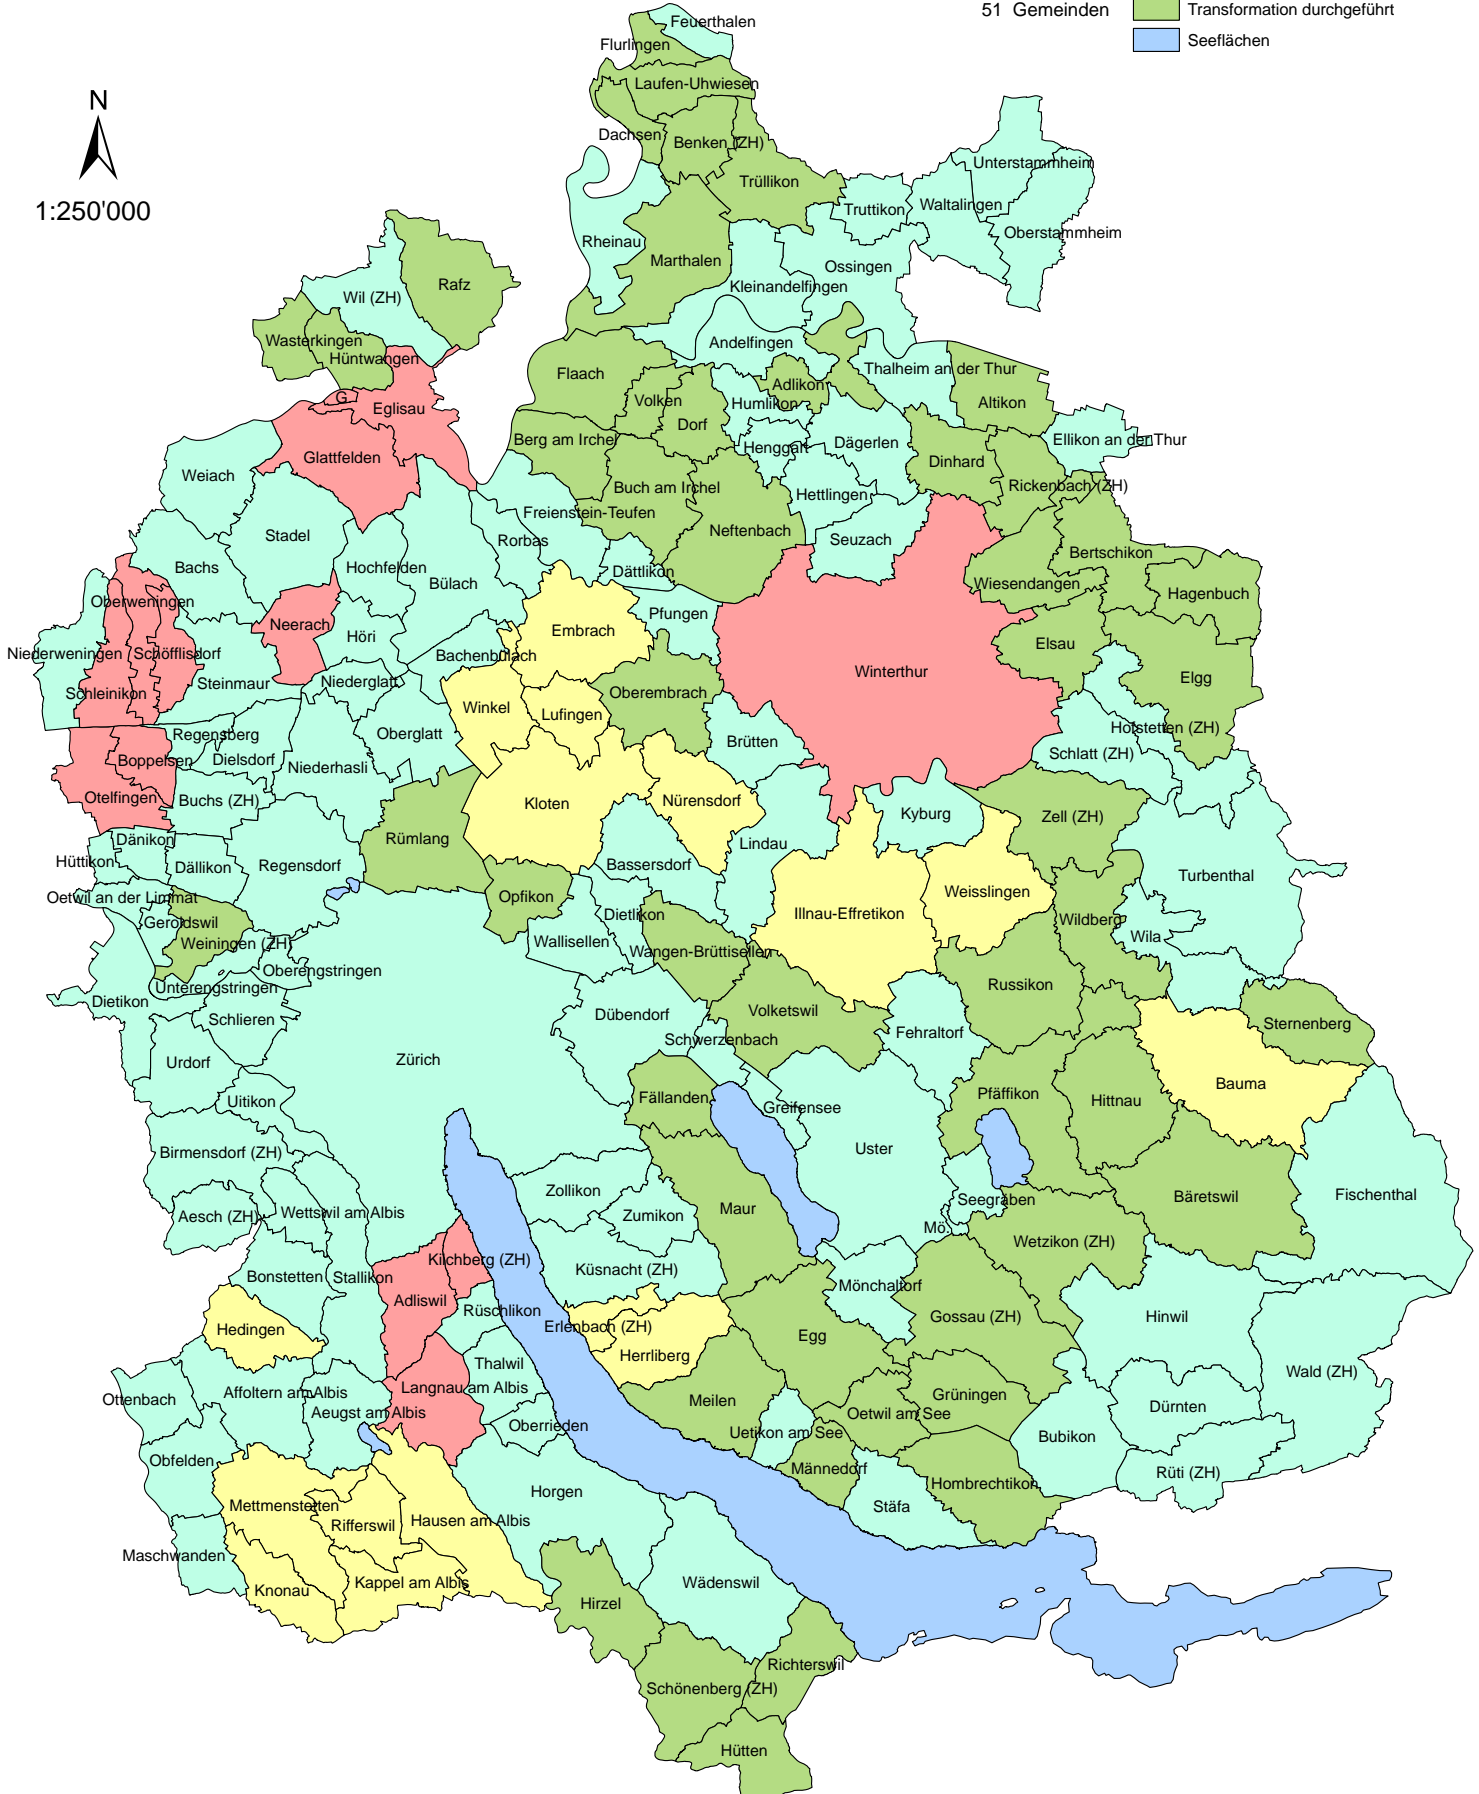 51 Gemeinden
Transformation durchgeführt
Seeflächen
N
1:250'000
Feuerthalen
Flurlingen
Laufen-Uhwiesen
Dachsen
Benken (ZH)
Trüllikon
Unterstammheim
Truttikon
Waltalingen
Oberstammheim
Rheinau
Marthalen
Ossingen
Kleinandelfingen
Rafz
Wil (ZH)
Wasterkingen
Hüntwangen
Andelfingen
Flaach
Adlikon
Thalheim an der Thur
Altikon
G.
Eglisau
Volken
Humlikon
Dorf
Berg am Irchel
Henggart
Dägerlen
Ellikon an der Thur
Glattfelden
Dinhard
Weiach
Buch am Irchel
Hettlingen
Rickenbach (ZH)
Freienstein-Teufen
Neftenbach
Stadel
Rorbas
Seuzach
Bertschikon
Bachs
Hochfelden
Bülach
Dättlikon
Wiesendangen
Hagenbuch
Oberweningen
Neerach
Höri
Embrach
Pfungen
Elsau
Niederweningen
Schöfflisdorf
Bachenbülach
Winterthur
Elgg
Schleinikon
Steinmaur
Niederglatt
Winkel
Lufingen
Oberembrach
Regensberg
Oberglatt
Brütten
Hofstetten (ZH)
Boppelsen
Dielsdorf
Niederhasli
Schlatt (ZH)
Otelfingen
Buchs (ZH)
Kloten
Nürensdorf
Kyburg
Zell (ZH)
Dänikon
Rümlang
Lindau
Hüttikon
Dällikon
Regensdorf
Bassersdorf
Turbenthal
Oetwil an der Limmat
Opfikon
Weisslingen
Geroldswil
Dietlikon
Illnau-Effretikon
Wildberg
Weiningen (ZH)
Wallisellen
Wangen-Brüttisellen
Wila
Oberengstringen
Unterengstringen
Dietikon
Russikon
Schlieren
Dübendorf
Volketswil
Sternenberg
Schwerzenbach
Fehraltorf
Urdorf
Zürich
Bauma
Uitikon
Fällanden
Greifensee
Pfäffikon
Hittnau
Birmensdorf (ZH)
Uster
Zollikon
Seegräben
Bäretswil
Fischenthal
Aesch (ZH)
Wettswil am Albis
Zumikon
Maur
Mö.
Wetzikon (ZH)
Kilchberg (ZH)
Küsnacht (ZH)
Bonstetten
Stallikon
Mönchaltorf
Adliswil
Rüschlikon
Gossau (ZH)
Hinwil
Hedingen
Erlenbach (ZH)
Egg
Herrliberg
Thalwil
Wald (ZH)
Affoltern am Albis
Langnau am Albis
Grüningen
Ottenbach
Meilen
Dürnten
Aeugst am Albis
Oetwil am See
Oberrieden
Uetikon am See
Bubikon
Obfelden
Männedorf
Rüti (ZH)
Hombrechtikon
Horgen
Mettmenstetten
Stäfa
Rifferswil
Hausen am Albis
Maschwanden
Knonau
Kappel am Albis
Wädenswil
Hirzel
Richterswil
Schönenberg (ZH)
Hütten